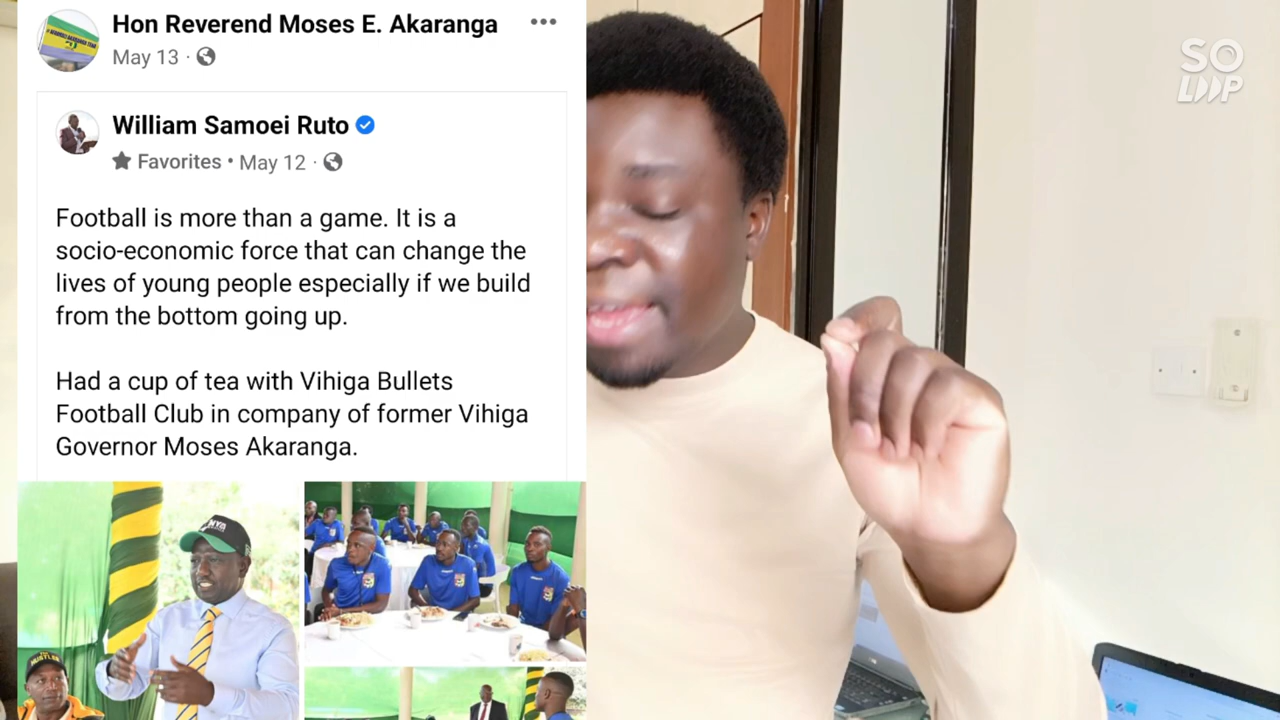 Hon Reverend Moses E. Akaranga
May 13 ·
William Samoei Ruto
Favorites • May 12 ·
Football is more than a game. It is a
socio-economic force that can change the
lives of young people especially if we build
from the bottom going up.
Had a cup of tea with Vihiga Bullets
Football Club in company of former Vihiga
Governor Moses Akaranga.
HUSTLER
SO
LOOP